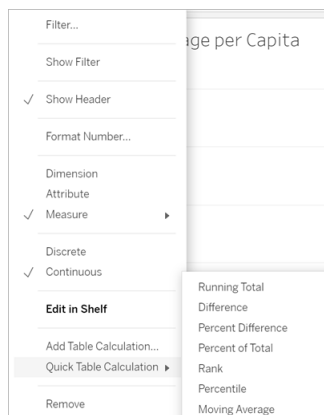 Filter...
age per Capita
Show Filter
Show Header
Format Number...
Dimension
Attribute
Measure
Discrete
Continuous
Edit in Shelf
Add Table Calculation...
Quick Table Calculation
Remove
Running Total
Difference
Percent Difference
Percent of Total
Rank
Percentile
Moving Average